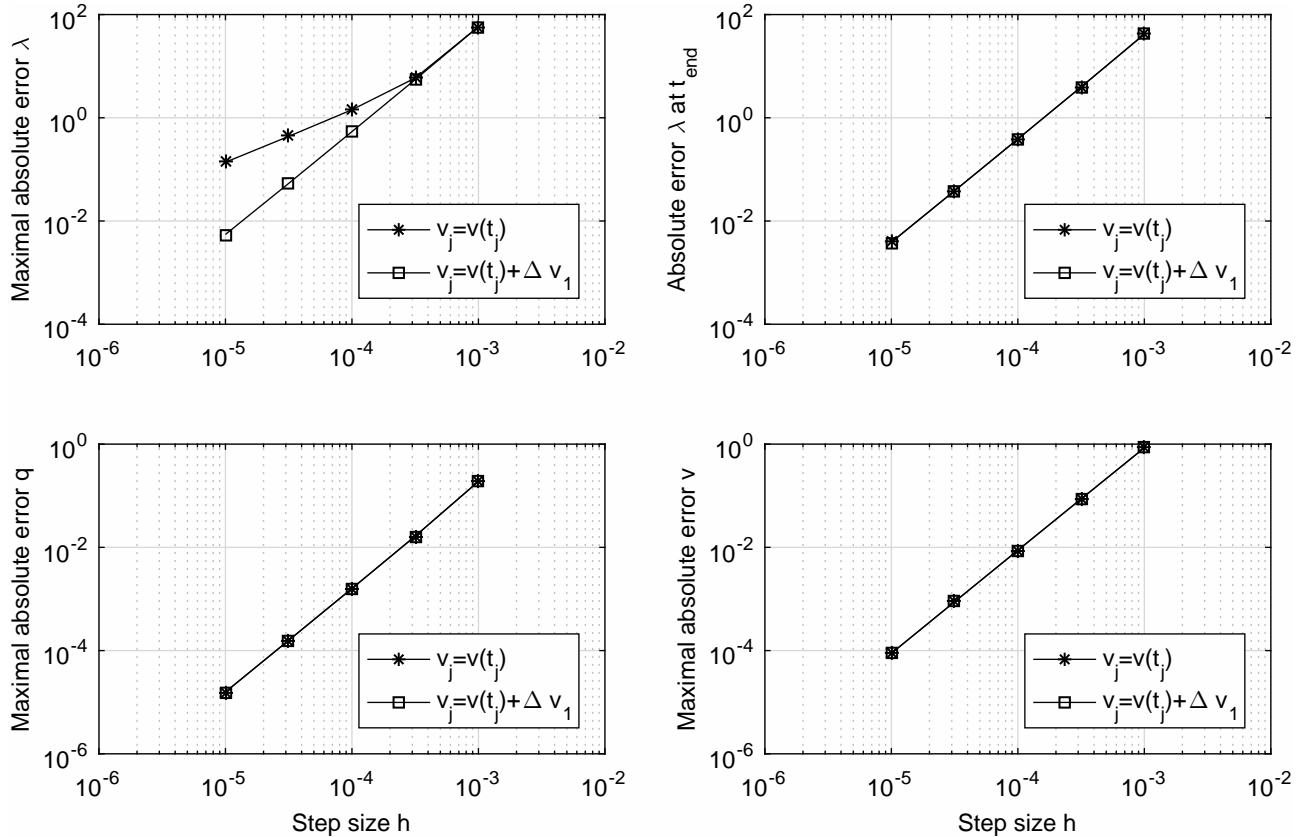 Maximal absolute error λ
10^2
10^0
10^-2
10^-4
10^-6 10^-5 10^-4 10^-3 10^-2
v_j=v(t_j)
v_j=v(t_j)+Δ v_1
Absolute error λ at t_end
10^2
10^0
10^-2
10^-4
10^-6 10^-5 10^-4 10^-3 10^-2
v_j=v(t_j)
v_j=v(t_j)+Δ v_1
Maximal absolute error q
10^0
10^-2
10^-4
10^-6
10^-6 10^-5 10^-4 10^-3 10^-2
Step size h
v_j=v(t_j)
v_j=v(t_j)+Δ v_1
Maximal absolute error v
10^0
10^-2
10^-4
10^-6
10^-6 10^-5 10^-4 10^-3 10^-2
Step size h
v_j=v(t_j)
v_j=v(t_j)+Δ v_1